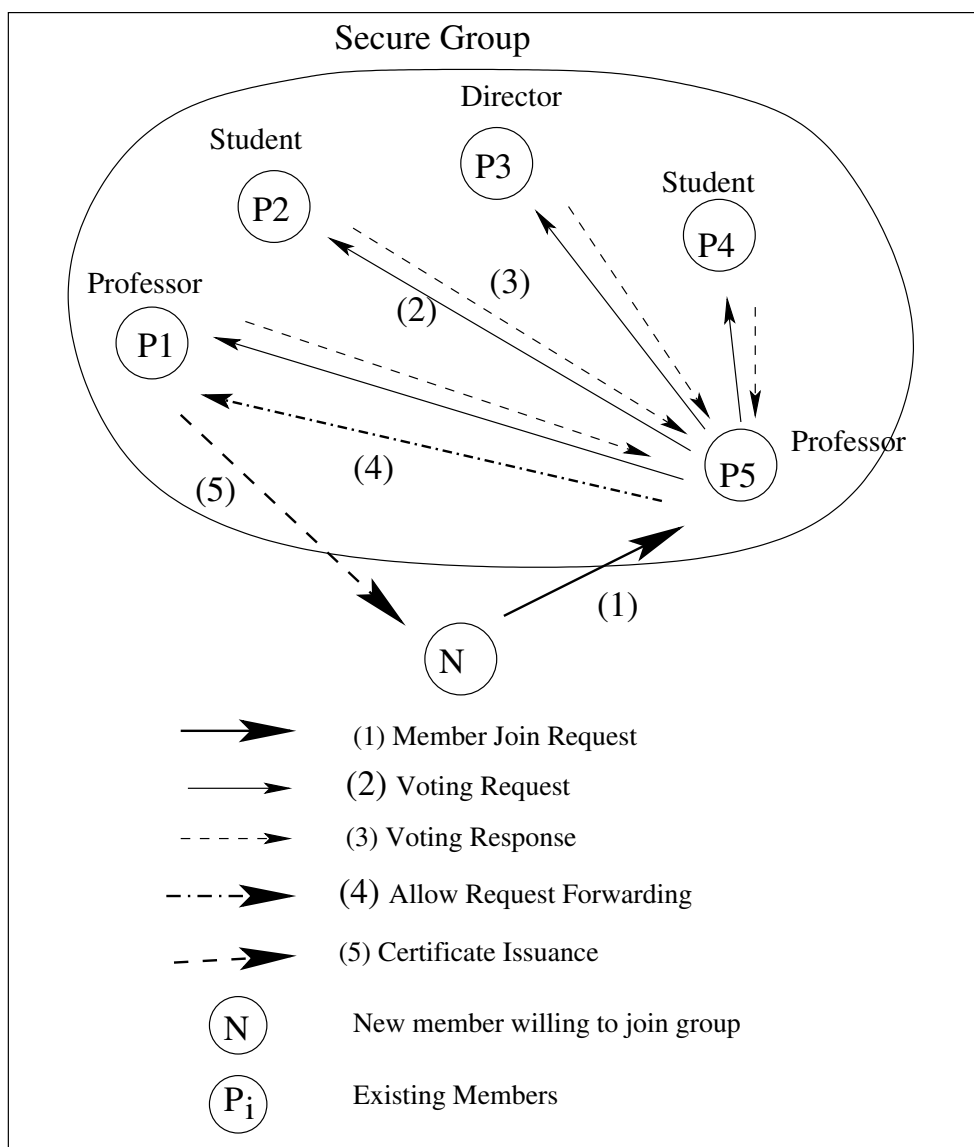 Secure Group
Director
P3
Student
P2
Student
P4
(3)
(2)
Professor
P1
Professor
P5
(4)
(5)
(1)
N
(1) Member Join Request
(2) Voting Request
(3) Voting Response
(4) Allow Request Forwarding
(5) Certificate Issuance
N New member willing to join group
Pi Existing Members